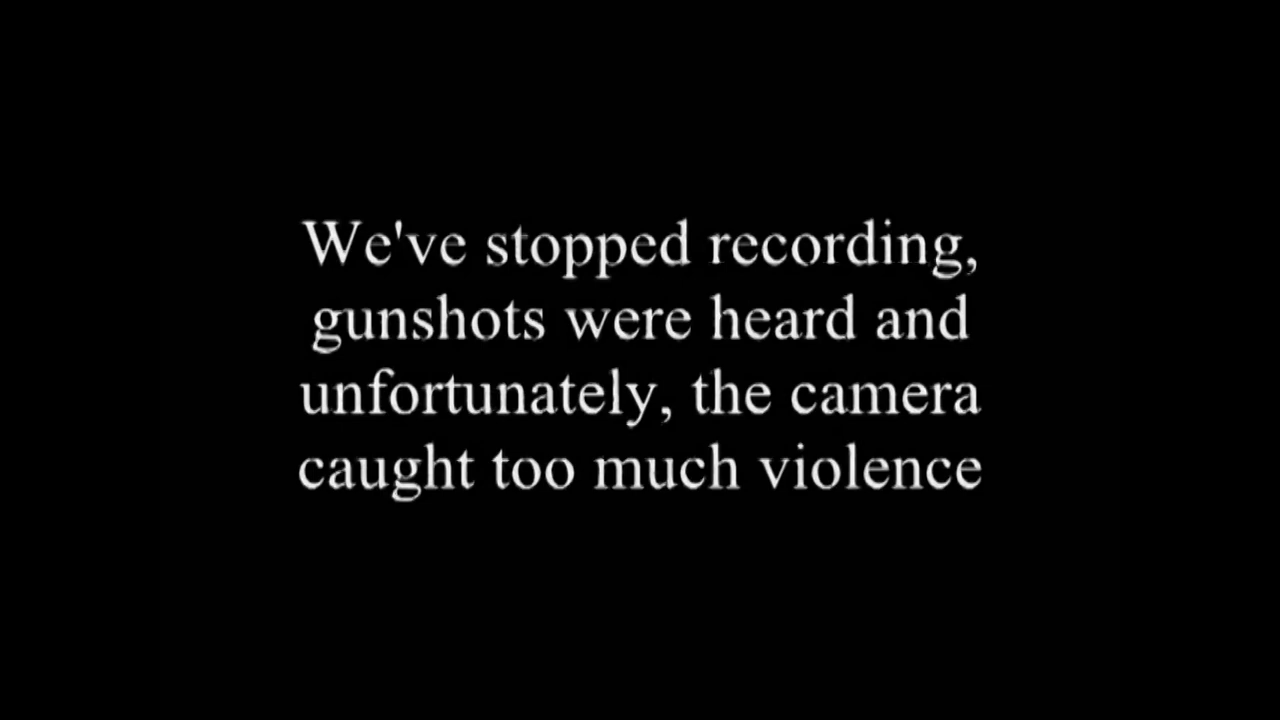 We've stopped recording,
gunshots were heard and
unfortunately, the camera
caught too much violence